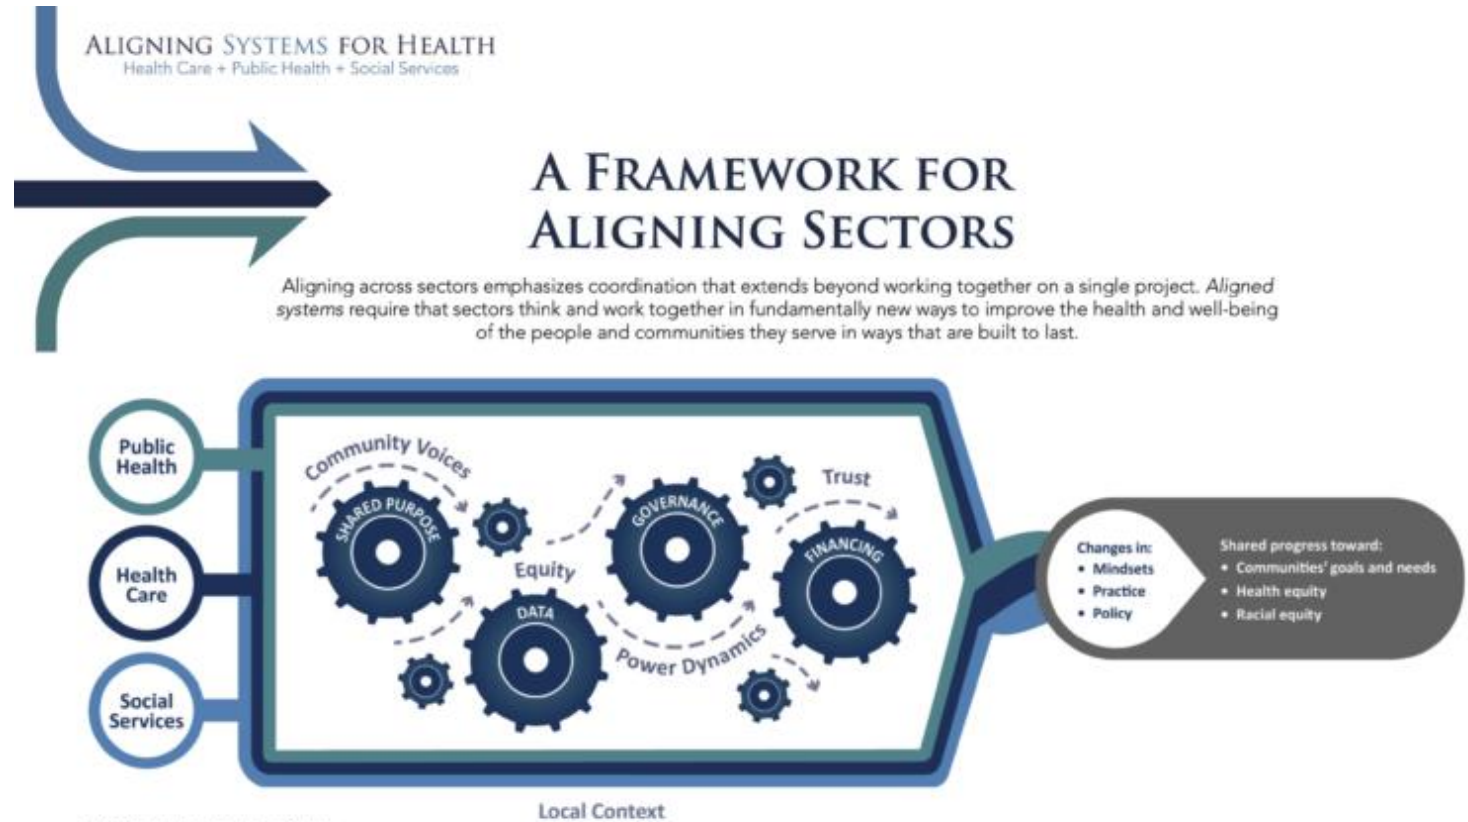 ALIGNING SYSTEMS FOR HEALTH
Health Care + Public Health + Social Services
A FRAMEWORK FOR
ALIGNING SECTORS
Aligning across sectors emphasizes coordination that extends beyond working together on a single project. Aligned
systems require that sectors think and work together in fundamentally new ways to improve the health and well-being
of the people and communities they serve in ways that are built to last.
Public
Health
Health
Care
Social
Services
Community Voices
SHARED PURPOSE
Equity
DATA
GOVERNANCE
Power Dynamics
Trust
FINANCING
Changes in:
• Mindsets
• Practice
• Policy
Shared progress toward:
• Communities' goals and needs
• Health equity
• Racial equity
Local Context